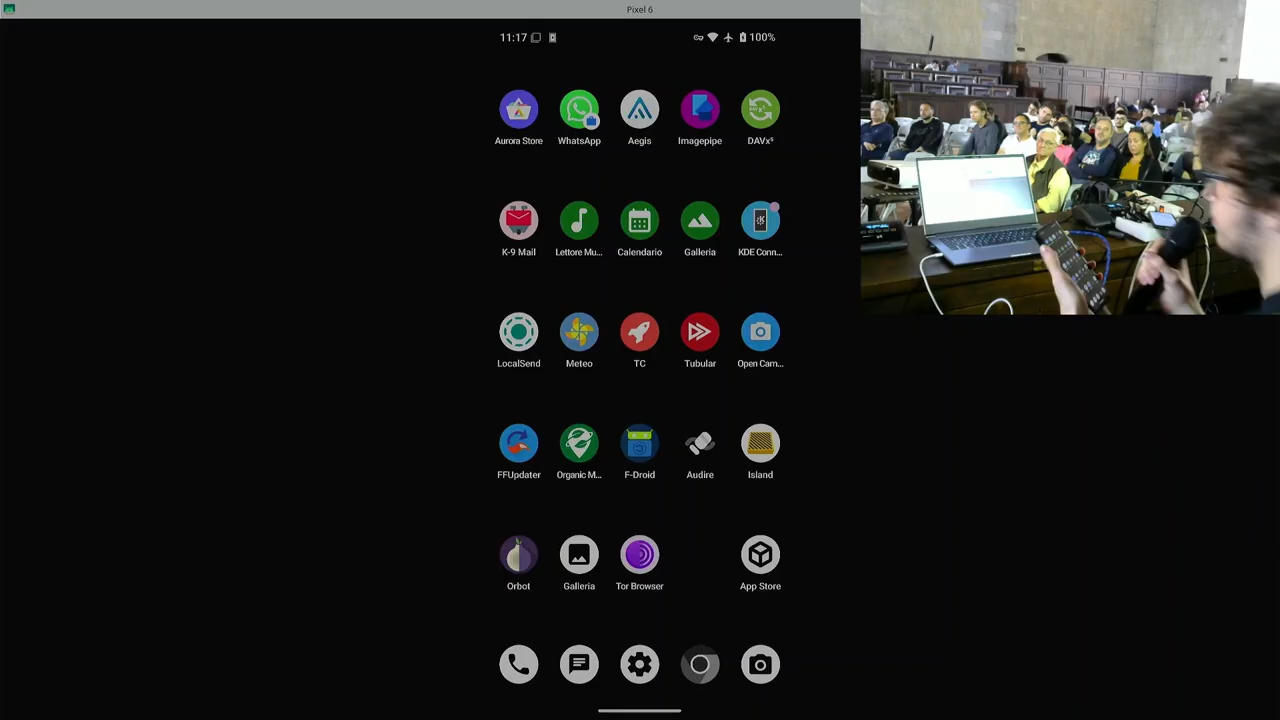 Pixel 6
11:17 100%
Aurora Store WhatsApp Aegis Imagepipe DAVx⁵
K-9 Mail Lettore Mu... Calendario Galleria KDE Conn...
LocalSend Meteo TC Tubular Open Cam...
FFUpdater Organic M... F-Droid Audire Island
Orbot Galleria Tor Browser App Store